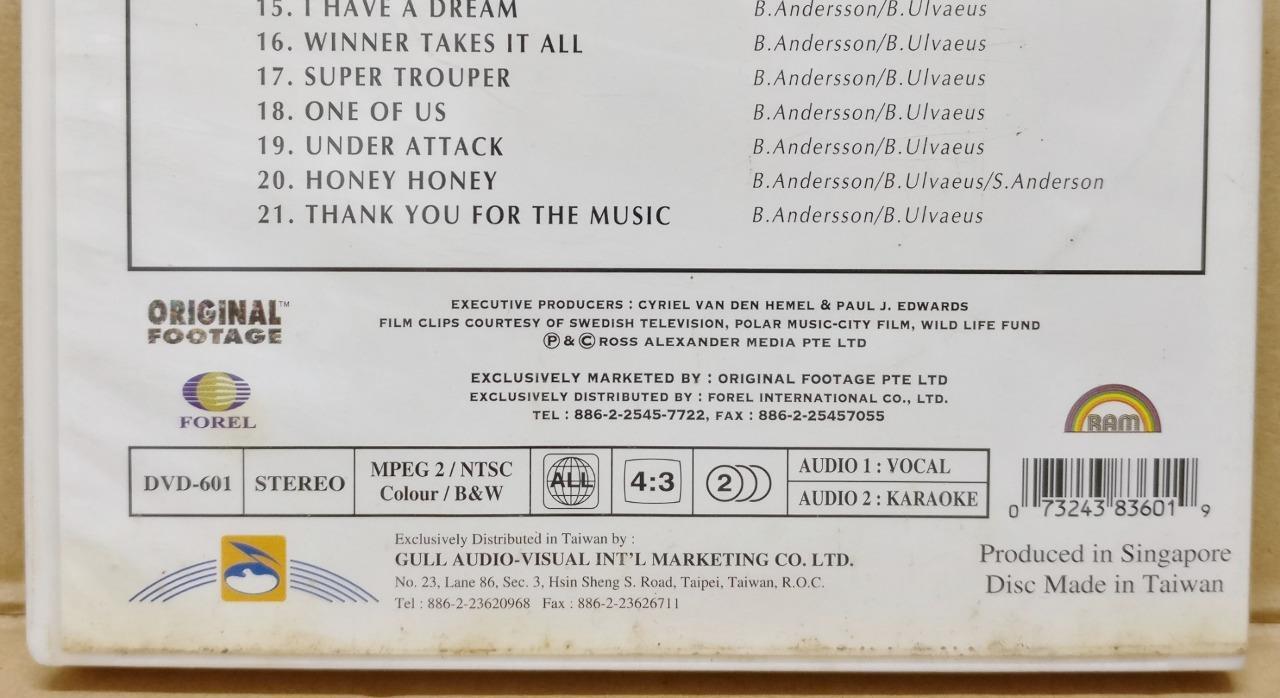 15. I HAVE A DREAM B.Andersson/B.Ulvaeus
16. WINNER TAKES IT ALL B.Andersson/B.Ulvaeus
17. SUPER TROUPER B.Andersson/B.Ulvaeus
18. ONE OF US B.Andersson/B.Ulvaeus
19. UNDER ATTACK B.Andersson/B.Ulvaeus
20. HONEY HONEY B.Andersson/B.Ulvaeus/S.Anderson
21. THANK YOU FOR THE MUSIC B.Andersson/B.Ulvaeus
ORIGINAL™
FOOTAGE
EXECUTIVE PRODUCERS : CYRIEL VAN DEN HEMEL & PAUL J. EDWARDS
FILM CLIPS COURTESY OF SWEDISH TELEVISION, POLAR MUSIC-CITY FILM, WILD LIFE FUND
Ⓟ & Ⓒ ROSS ALEXANDER MEDIA PTE LTD
FOREL
EXCLUSIVELY MARKETED BY : ORIGINAL FOOTAGE PTE LTD
EXCLUSIVELY DISTRIBUTED BY : FOREL INTERNATIONAL CO., LTD.
TEL : 886-2-2545-7722, FAX : 886-2-25457055
RAM
DVD-601
STEREO
MPEG 2 / NTSC
Colour / B&W
ALL
4:3
2
AUDIO 1 : VOCAL
AUDIO 2 : KARAOKE
0 73243 83601 9
Exclusively Distributed in Taiwan by :
GULL AUDIO-VISUAL INT'L MARKETING CO. LTD.
No. 23, Lane 86, Sec. 3, Hsin Sheng S. Road, Taipei, Taiwan, R.O.C.
Tel : 886-2-23620968 Fax : 886-2-23626711
Produced in Singapore
Disc Made in Taiwan